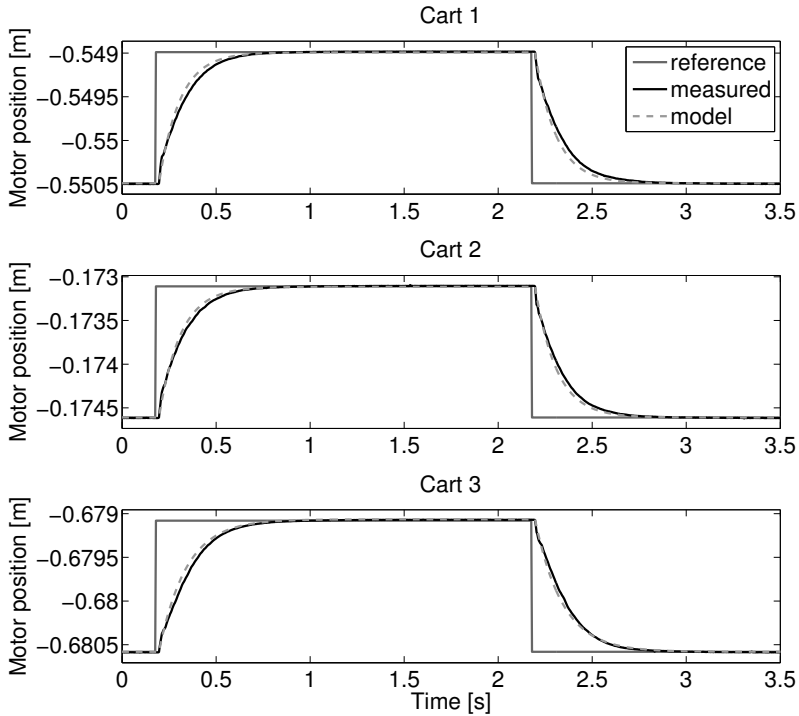 Cart 1
Motor position [m]
−0.549
−0.5495
−0.55
−0.5505
reference
measured
model
0 0.5 1 1.5 2 2.5 3 3.5
Cart 2
Motor position [m]
−0.173
−0.1735
−0.174
−0.1745
0 0.5 1 1.5 2 2.5 3 3.5
Cart 3
Motor position [m]
−0.679
−0.6795
−0.68
−0.6805
0 0.5 1 1.5 2 2.5 3 3.5
Time [s]